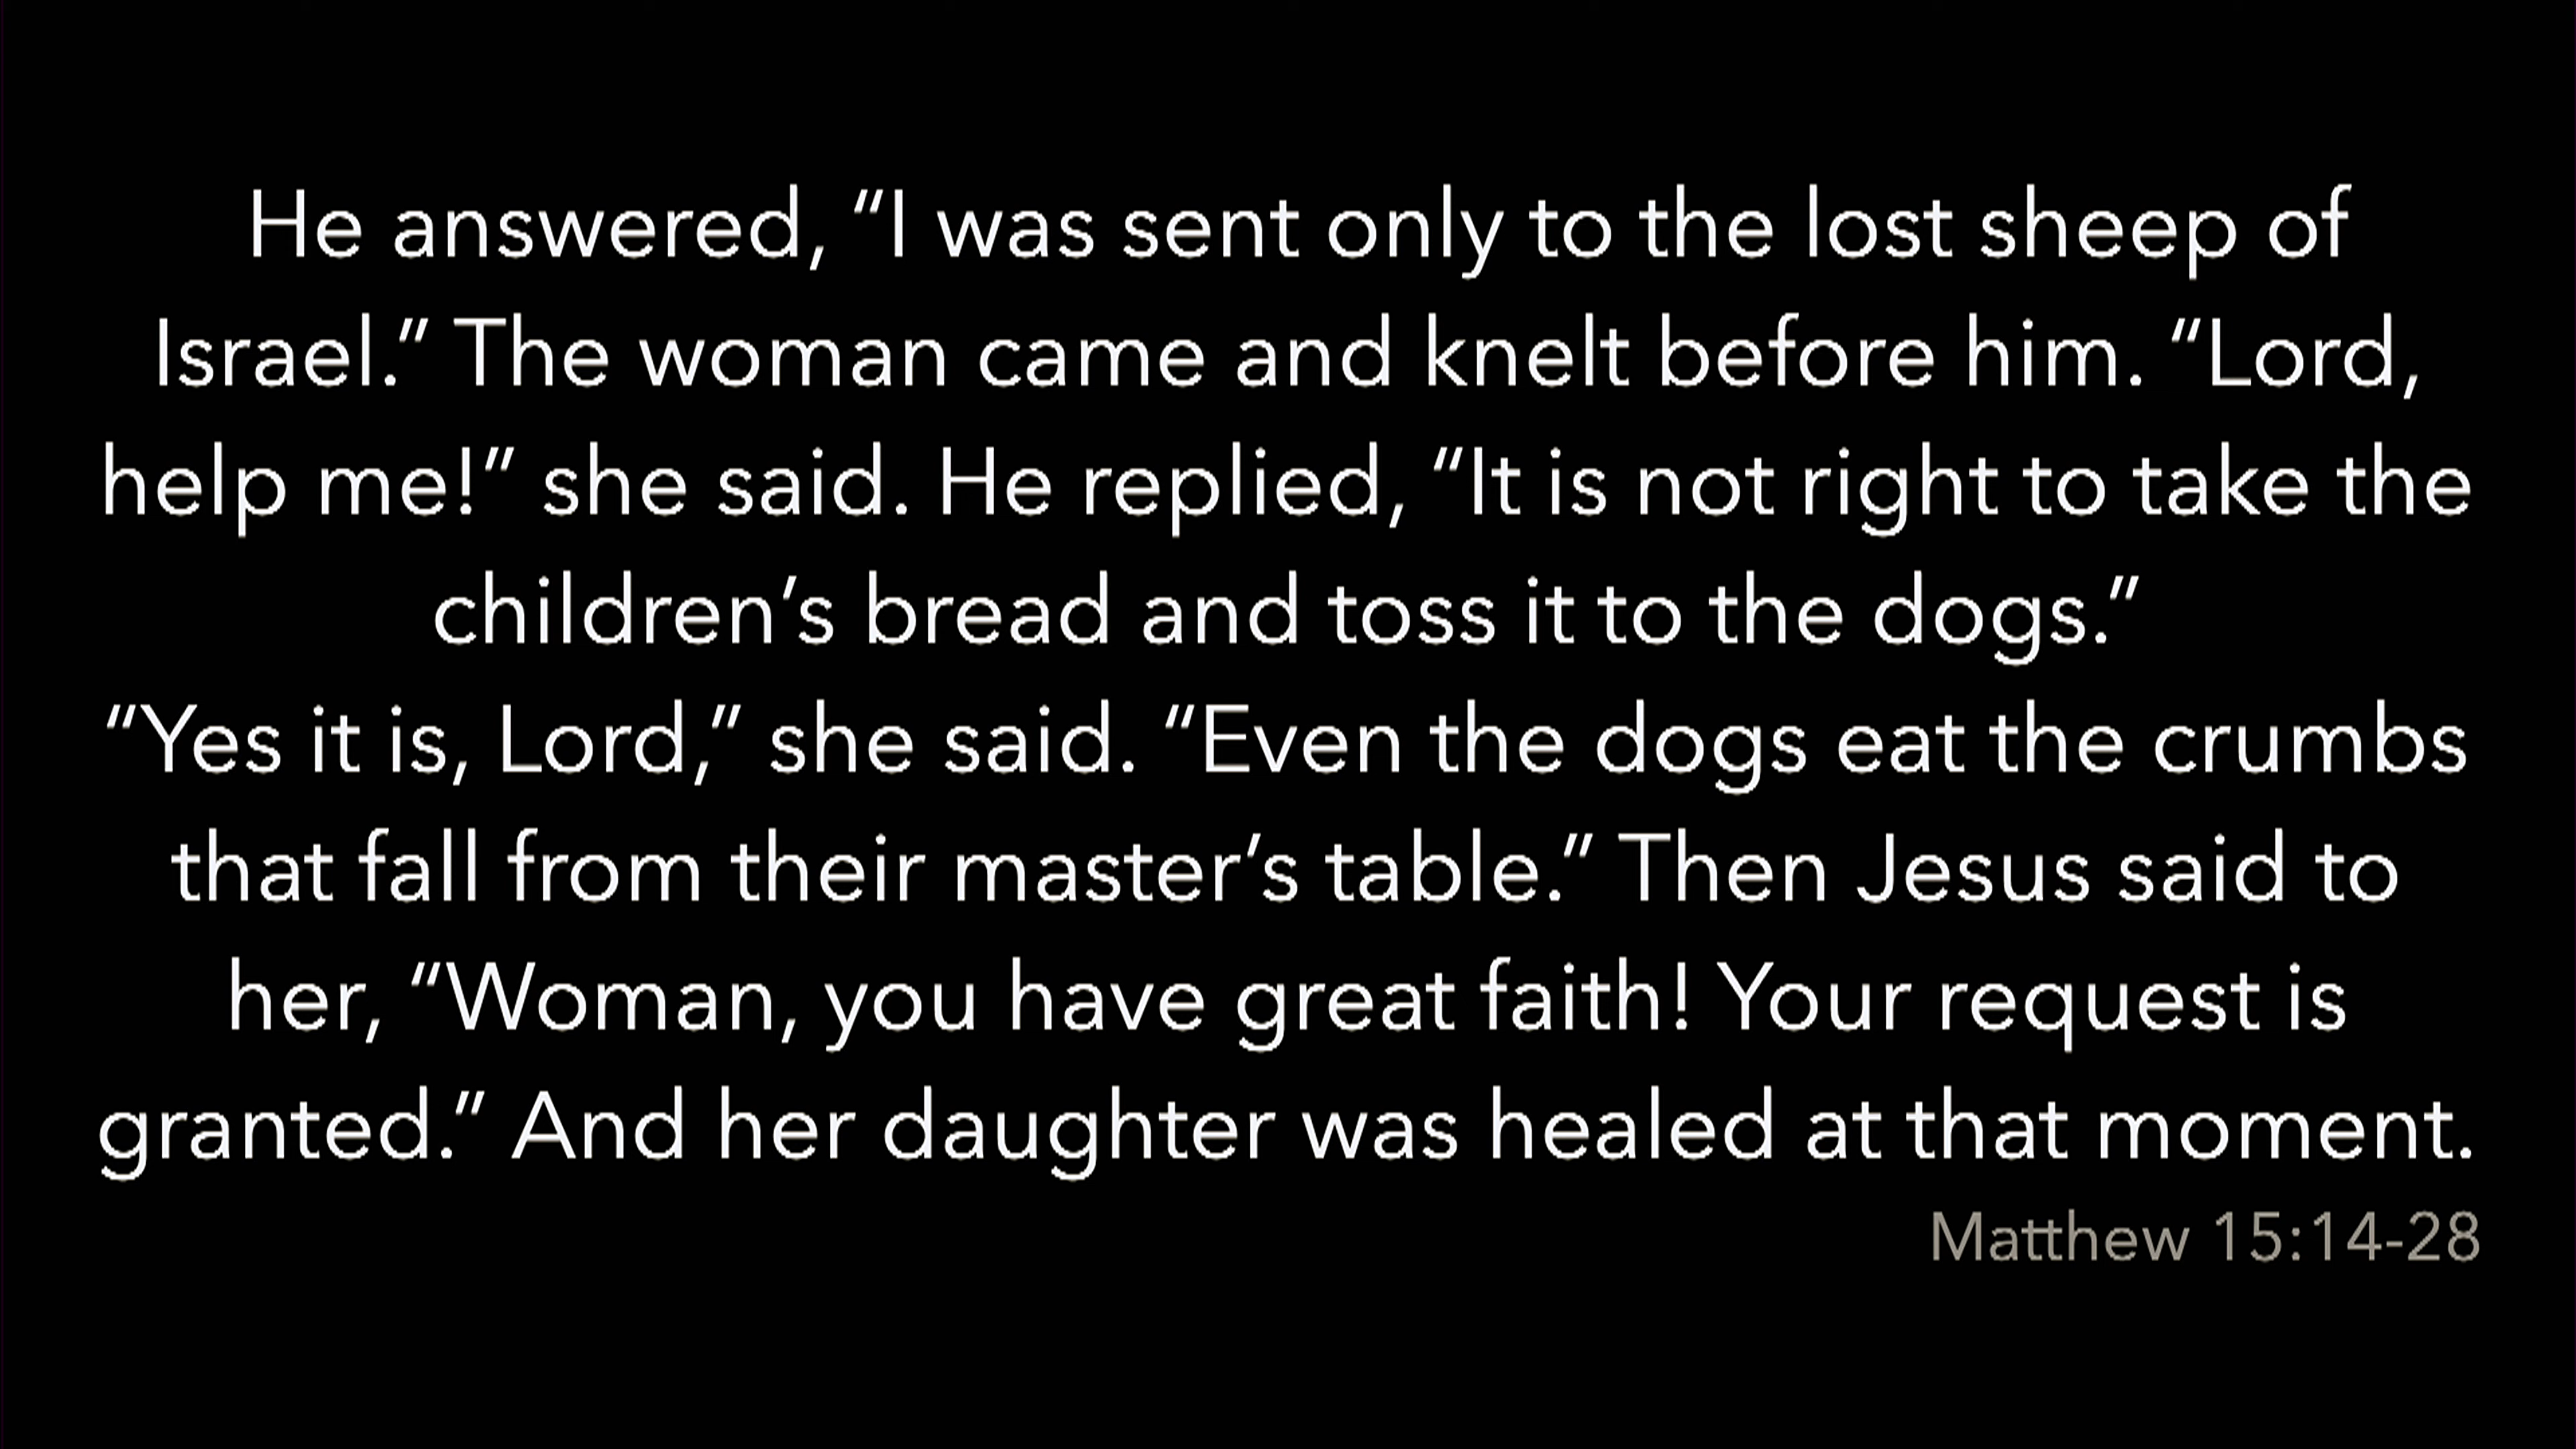 He answered, “I was sent only to the lost sheep of
Israel.” The woman came and knelt before him. “Lord,
help me!” she said. He replied, “It is not right to take the
children’s bread and toss it to the dogs.”
“Yes it is, Lord,” she said. “Even the dogs eat the crumbs
that fall from their master’s table.” Then Jesus said to
her, “Woman, you have great faith! Your request is
granted.” And her daughter was healed at that moment.
Matthew 15:14-28